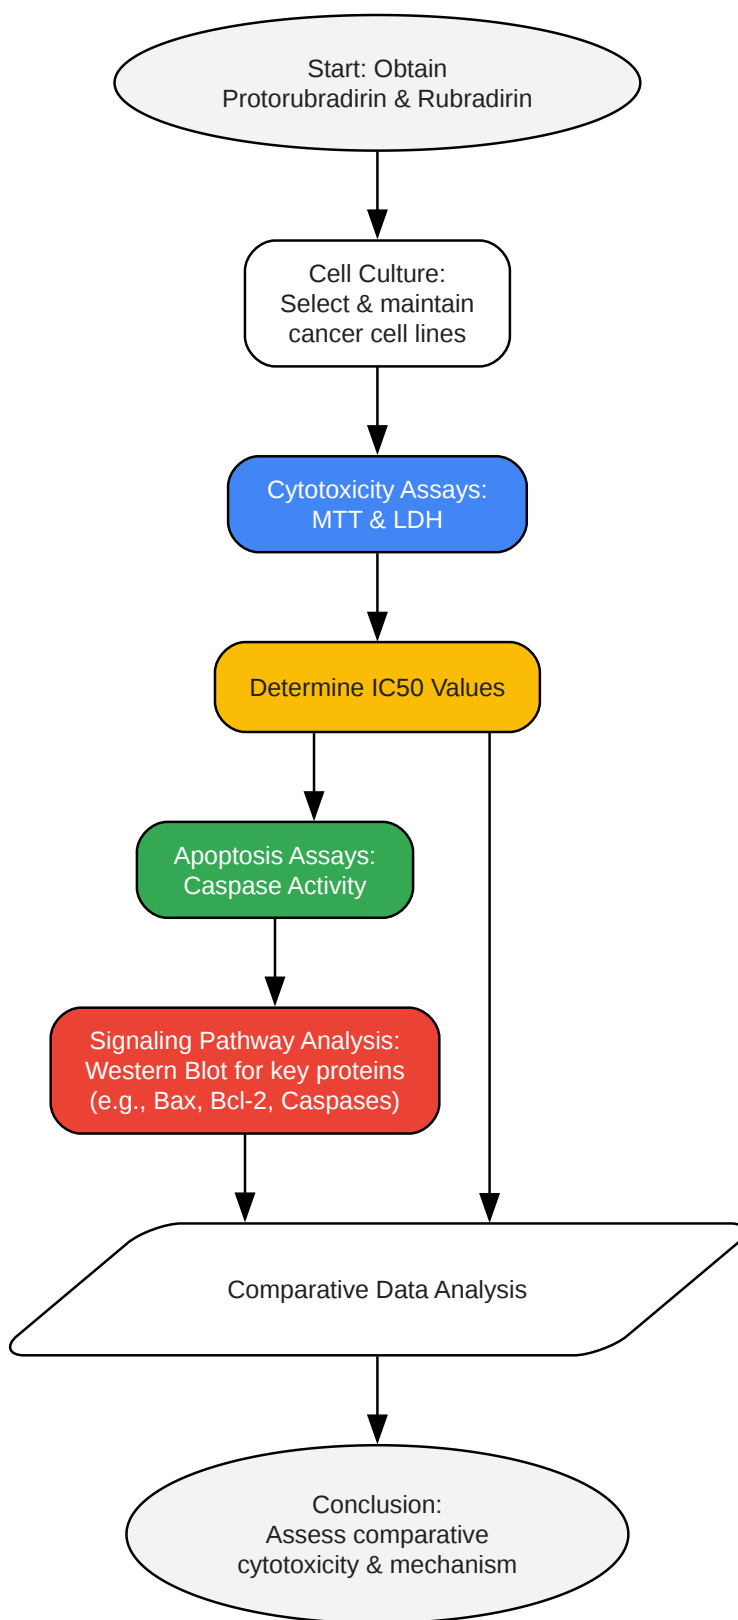 Start: Obtain
Protorubradirin & Rubradirin
Cell Culture:
Select & maintain
cancer cell lines
Cytotoxicity Assays:
MTT & LDH
Determine IC50 Values
Apoptosis Assays:
Caspase Activity
Signaling Pathway Analysis:
Western Blot for key proteins
(e.g., Bax, Bcl-2, Caspases)
Comparative Data Analysis
Conclusion:
Assess comparative
cytotoxicity & mechanism